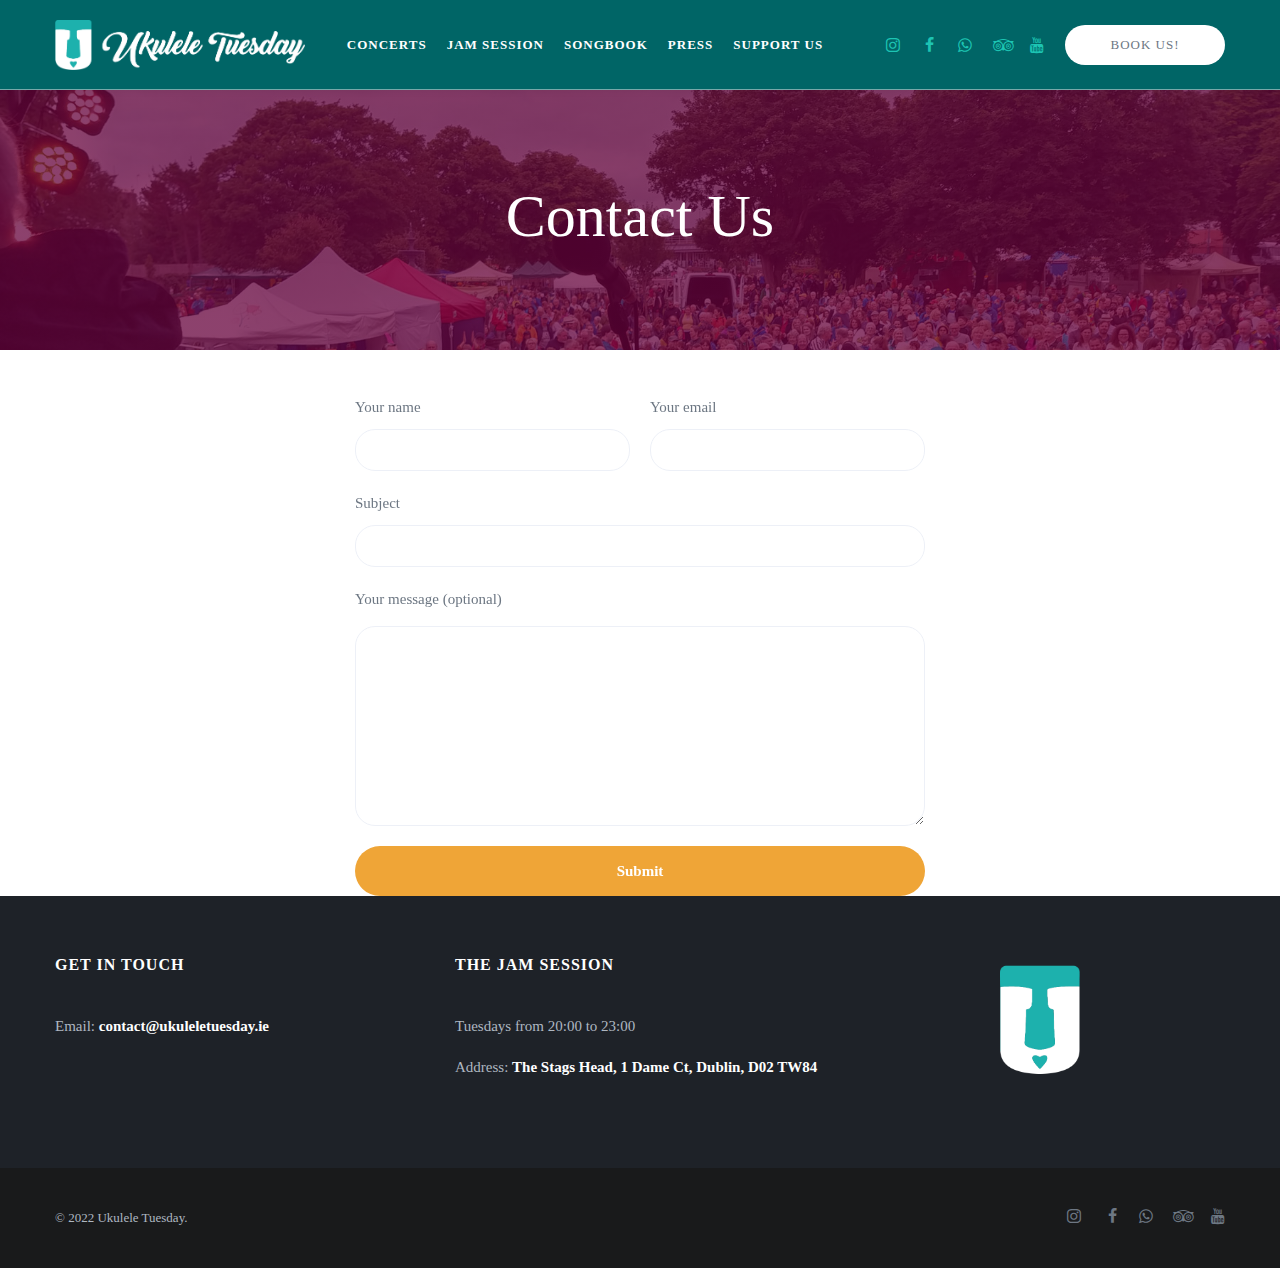 Ukulele Tuesday
CONCERTS JAM SESSION SONGBOOK PRESS SUPPORT US
BOOK US!
Contact Us
Your name Your email
Subject
Your message (optional)
Submit
GET IN TOUCH
Email: contact@ukuleletuesday.ie
THE JAM SESSION
Tuesdays from 20:00 to 23:00
Address: The Stags Head, 1 Dame Ct, Dublin, D02 TW84
© 2022 Ukulele Tuesday.